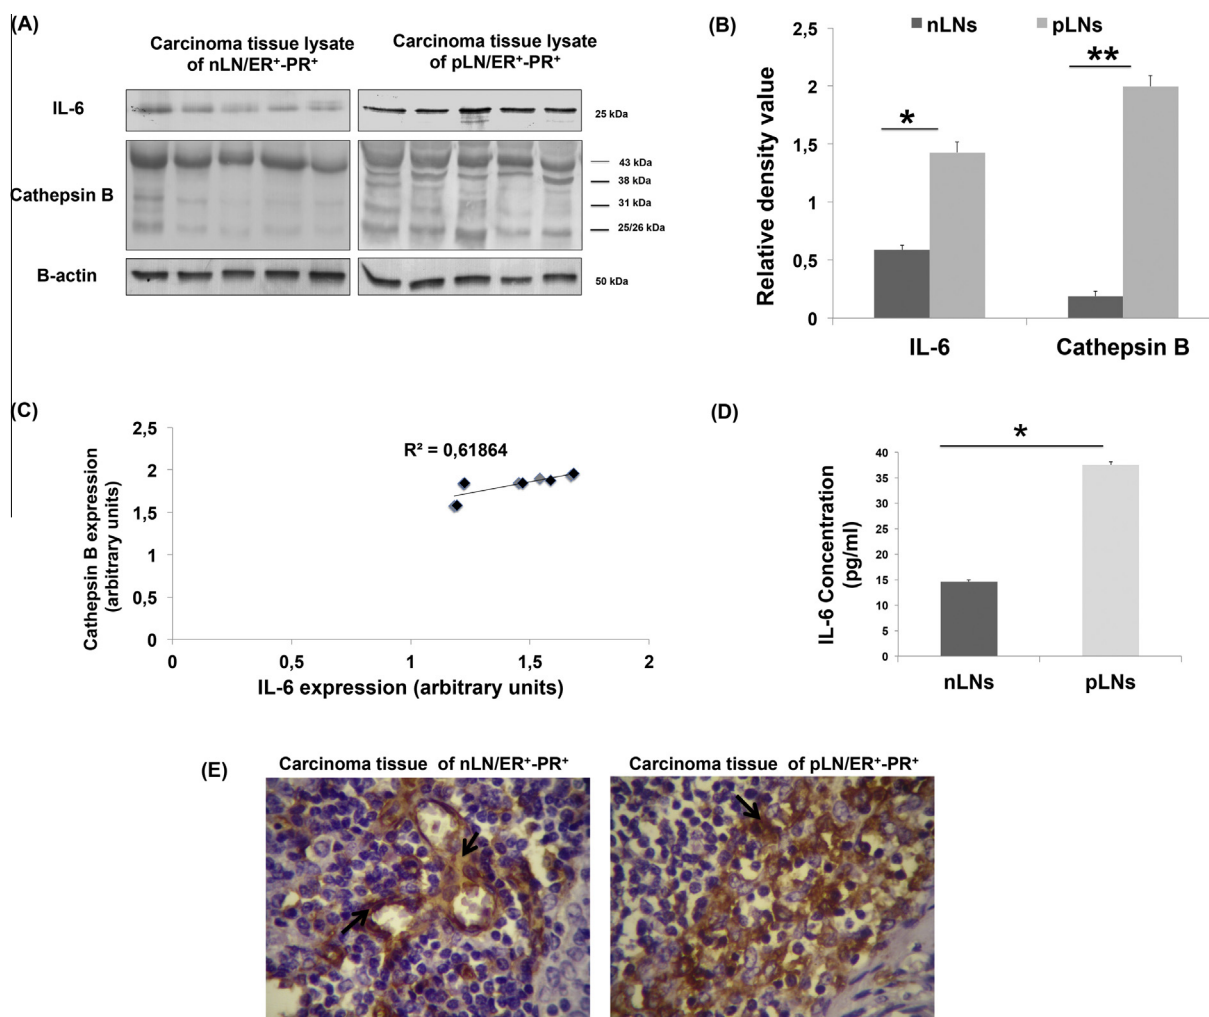 (A)
Carcinoma tissue lysate
of nLN/ER⁺-PR⁺
Carcinoma tissue lysate
of pLN/ER⁺-PR⁺
IL-6
25 kDa
Cathepsin B
43 kDa
38 kDa
31 kDa
25/26 kDa
B-actin
50 kDa
(B)
nLNs
pLNs
Relative density value
2,5
2
1,5
1
0,5
0
*
**
IL-6
Cathepsin B
(C)
Cathepsin B expression
(arbitrary units)
2,5
2
1,5
1
0,5
0
R² = 0,61864
0
0,5
1
1,5
2
IL-6 expression (arbitrary units)
(D)
IL-6 Concentration
(pg/ml)
40
35
30
25
20
15
10
5
0
*
nLNs
pLNs
(E)
Carcinoma tissue of nLN/ER⁺-PR⁺
Carcinoma tissue of pLN/ER⁺-PR⁺